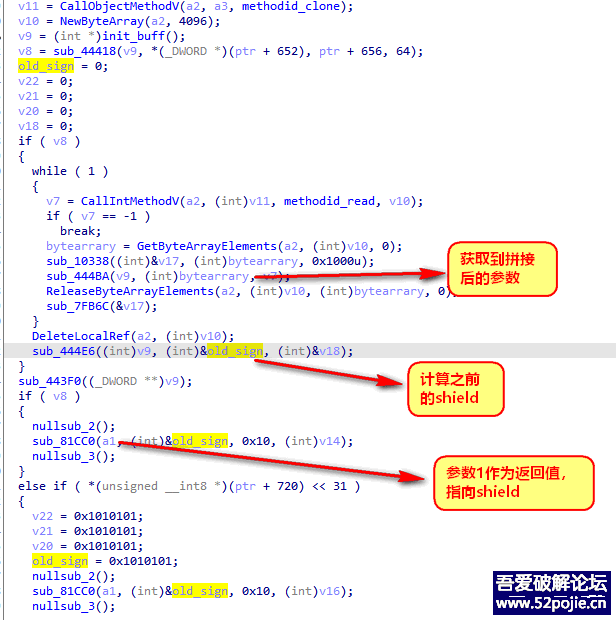 v11 = CallObjectMethodV(a2, a3, methodid_clone);
v10 = NewByteArray(a2, 4096);
v9 = (int *)init_buff();
v8 = sub_44418(v9, *(_DWORD *)(ptr + 652), ptr + 656, 64);
old_sign = 0;
v22 = 0;
v21 = 0;
v20 = 0;
v18 = 0;
if ( v8 )
{
while ( 1 )
{
v7 = CallIntMethodV(a2, (int)v11, methodid_read, v10);
if ( v7 == -1 )
break;
bytearrary = GetByteArrayElements(a2, (int)v10, 0);
sub_10338((int)&v17, (int)bytearrary, 0x1000u);
sub_444BA(v9, (int)bytearrary, v7);
ReleaseByteArrayElements(a2, (int)v10, (int)bytearrary, 0);
sub_7FB6C(&v17);
}
DeleteLocalRef(a2, (int)v10);
sub_444E6((int)v9, (int)&old_sign, (int)&v18);
}
sub_443F0((_DWORD **)v9);
if ( v8 )
{
nullsub_2();
sub_81CC0(a1, (int)&old_sign, 0x10, (int)v14);
nullsub_3();
}
else if ( *(unsigned __int8 *)(ptr + 720) << 31 )
{
v22 = 0x1010101;
v21 = 0x1010101;
v20 = 0x1010101;
old_sign = 0x1010101;
nullsub_2();
sub_81CC0(a1, (int)&old_sign, 0x10, (int)v16);
nullsub_3();
获取到拼接
后的参数
计算之前
的shield
参数1作为返回值，
指向shield
吾爱破解论坛
www.52pojie.cn